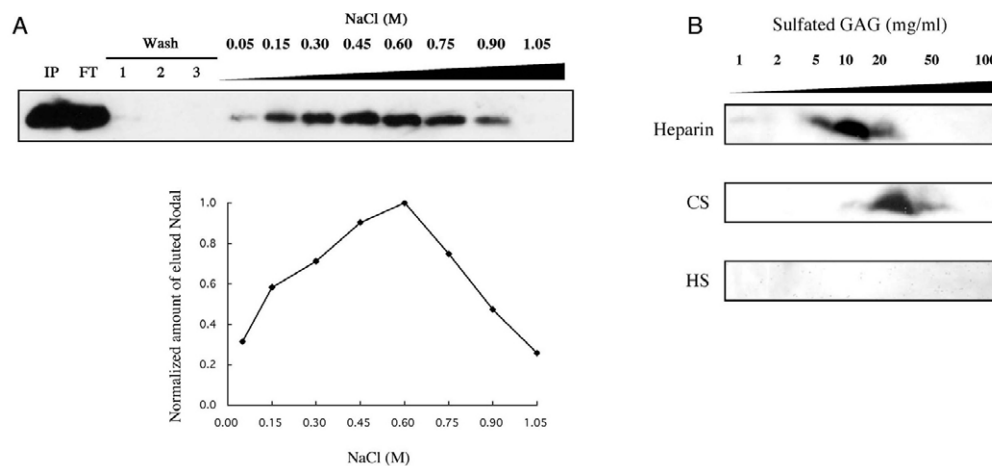 A
NaCl (M)
Wash
0.05 0.15 0.30 0.45 0.60 0.75 0.90 1.05
IP FT 1 2 3
Normalized amount of eluted Nodal
1.0
0.8
0.6
0.4
0.2
0.0
0.00 0.15 0.30 0.45 0.60 0.75 0.90 1.05
NaCl (M)
B
Sulfated GAG (mg/ml)
1 2 5 10 20 50 100
Heparin
CS
HS